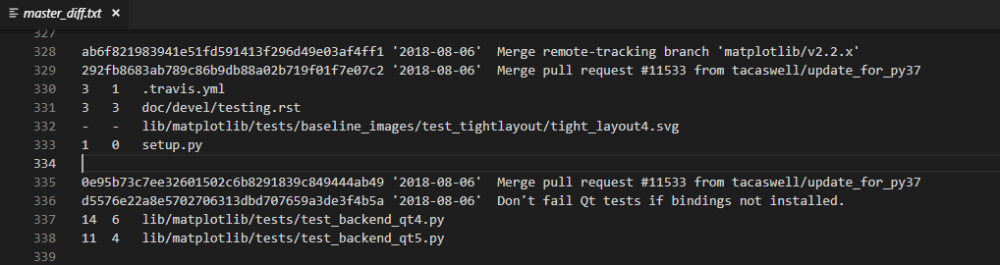 master_diff.txt ×
327
328 ab6f821983941e51fd591413f296d49e03af4ff1 '2018-08-06' Merge remote-tracking branch 'matplotlib/v2.2.x'
329 292fb8683ab789c86b9db88a02b719f01f7e07c2 '2018-08-06' Merge pull request #11533 from tacaswell/update_for_py37
330 3 1 .travis.yml
331 3 3 doc/devel/testing.rst
332 - - lib/matplotlib/tests/baseline_images/test_tightlayout/tight_layout4.svg
333 1 0 setup.py
334
335 0e95b73c7ee32601502c6b8291839c849444ab49 '2018-08-06' Merge pull request #11533 from tacaswell/update_for_py37
336 d5576e22a8e5702706313dbd707659a3de3f4b5a '2018-08-06' Don't fail Qt tests if bindings not installed.
337 14 6 lib/matplotlib/tests/test_backend_qt4.py
338 11 4 lib/matplotlib/tests/test_backend_qt5.py
339